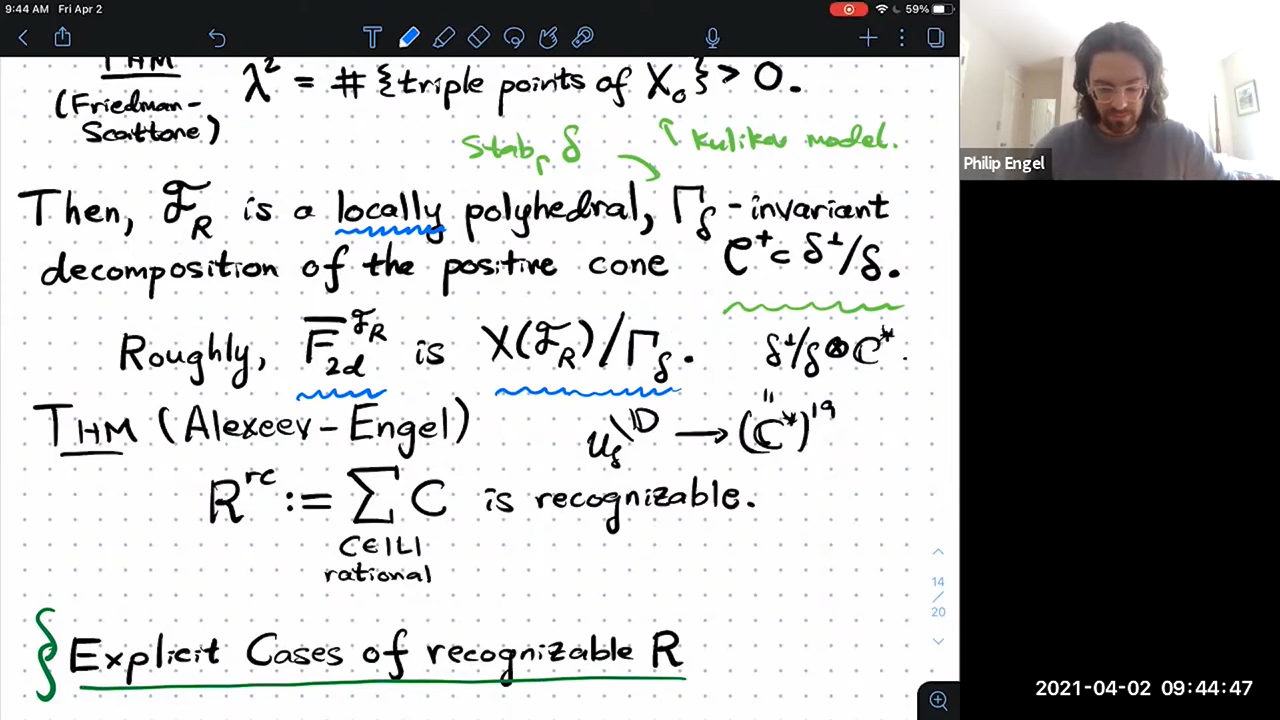 9:44 AM Fri Apr 2
59%
THM λ² = # {triple points of X₀} > 0.
(Friedman-
Scattone)
Stab_Γ δ
Kulikov model.
Then, 𝓕_R is a locally polyhedral, Γ_δ-invariant
decomposition of the positive cone 𝒞⁺ ⊂ δ^⊥/δ.
Roughly, F̄_{2d}^{𝓕_R} is X(𝓕_R)/Γ_δ. δ^⊥/δ ⊗ ℂ*.
THM (Alexeev-Engel)
U_δ\𝔻 → (ℂ*)^{19}
R^{rc} := ∑ C is recognizable.
C∈|L|
rational
§ Explicit Cases of recognizable R
14
/
20
Philip Engel
2021-04-02 09:44:47